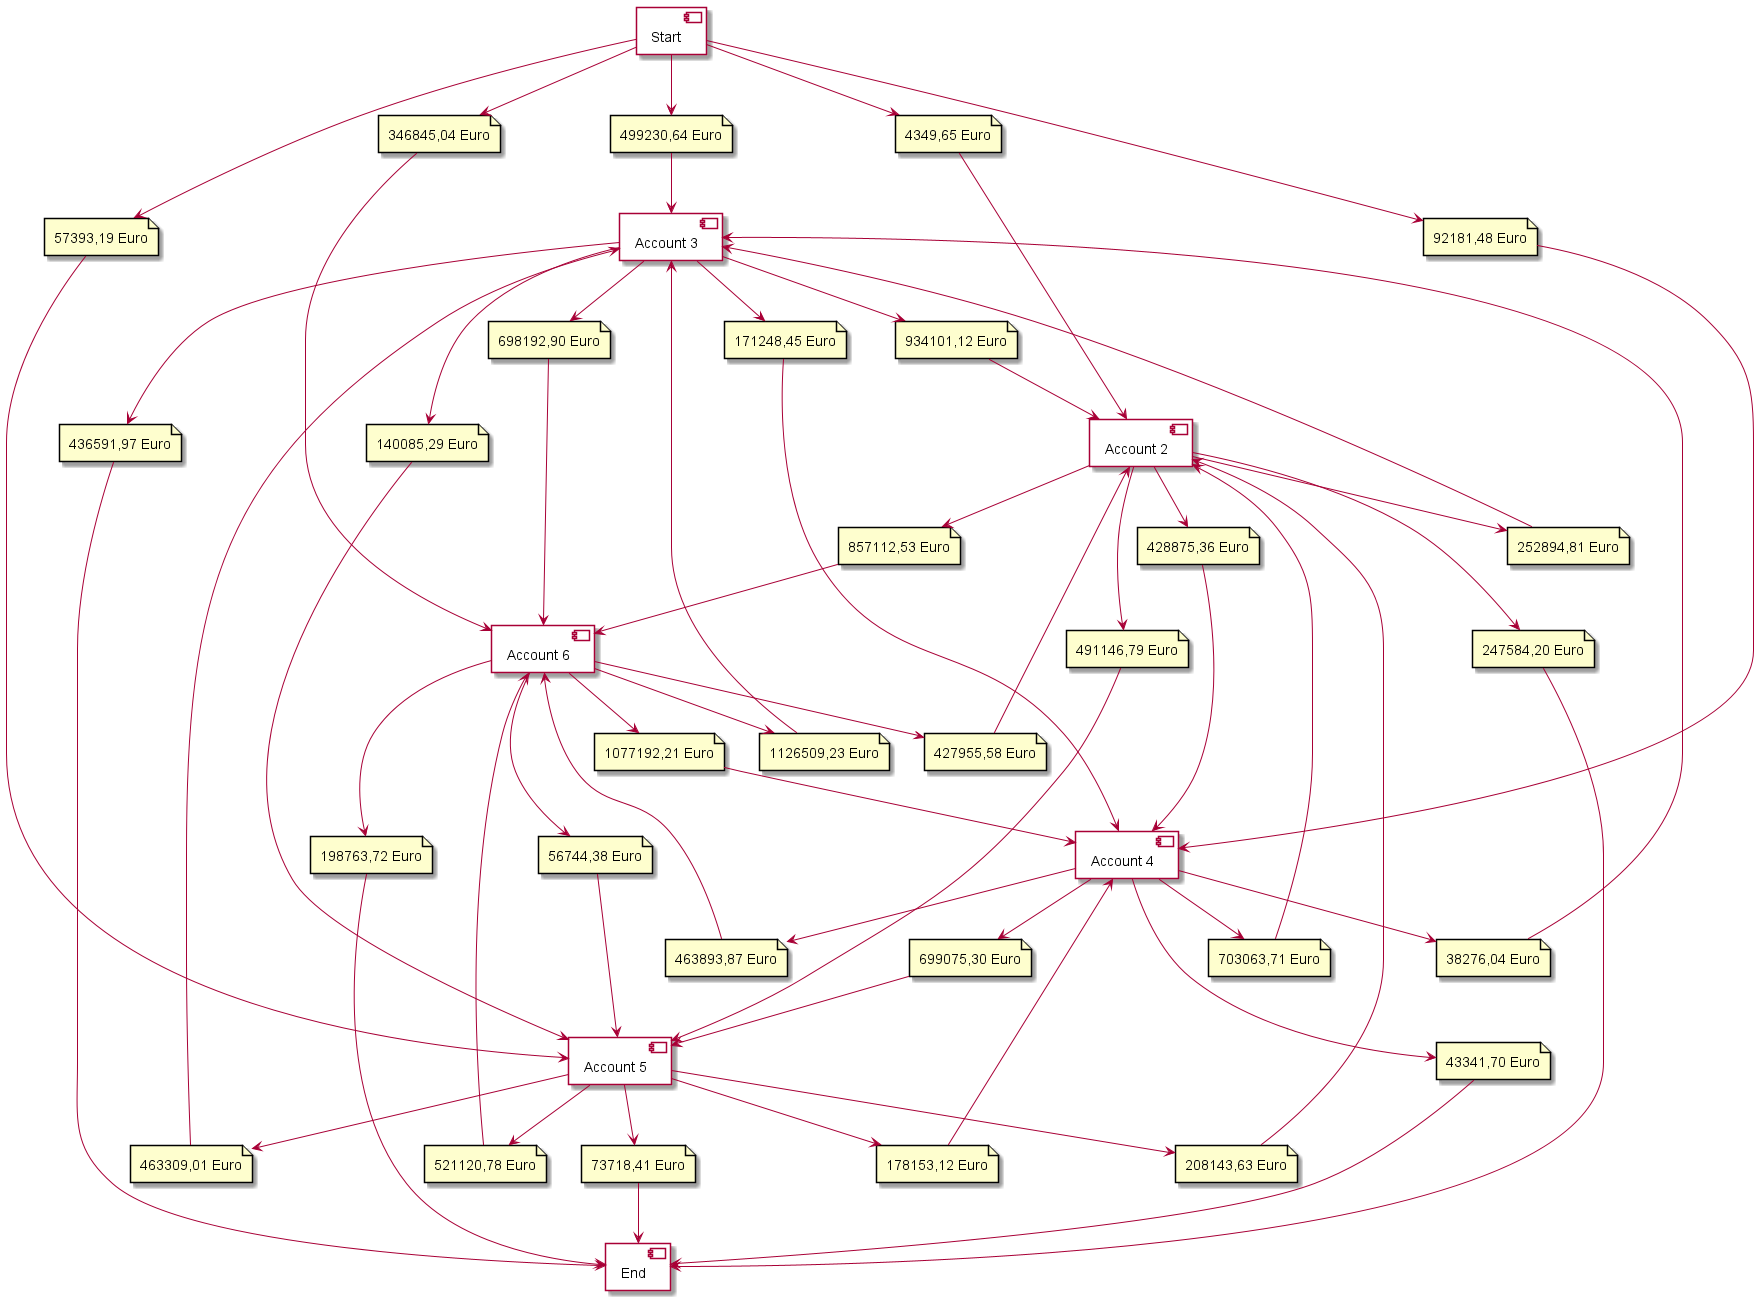 Start
346845,04 Euro
499230,64 Euro
4349,65 Euro
57393,19 Euro
Account 3
92181,48 Euro
698192,90 Euro
171248,45 Euro
934101,12 Euro
436591,97 Euro
140085,29 Euro
Account 2
857112,53 Euro
428875,36 Euro
252894,81 Euro
Account 6
491146,79 Euro
247584,20 Euro
1077192,21 Euro
1126509,23 Euro
427955,58 Euro
198763,72 Euro
56744,38 Euro
Account 4
463893,87 Euro
699075,30 Euro
703063,71 Euro
38276,04 Euro
Account 5
43341,70 Euro
463309,01 Euro
521120,78 Euro
73718,41 Euro
178153,12 Euro
208143,63 Euro
End